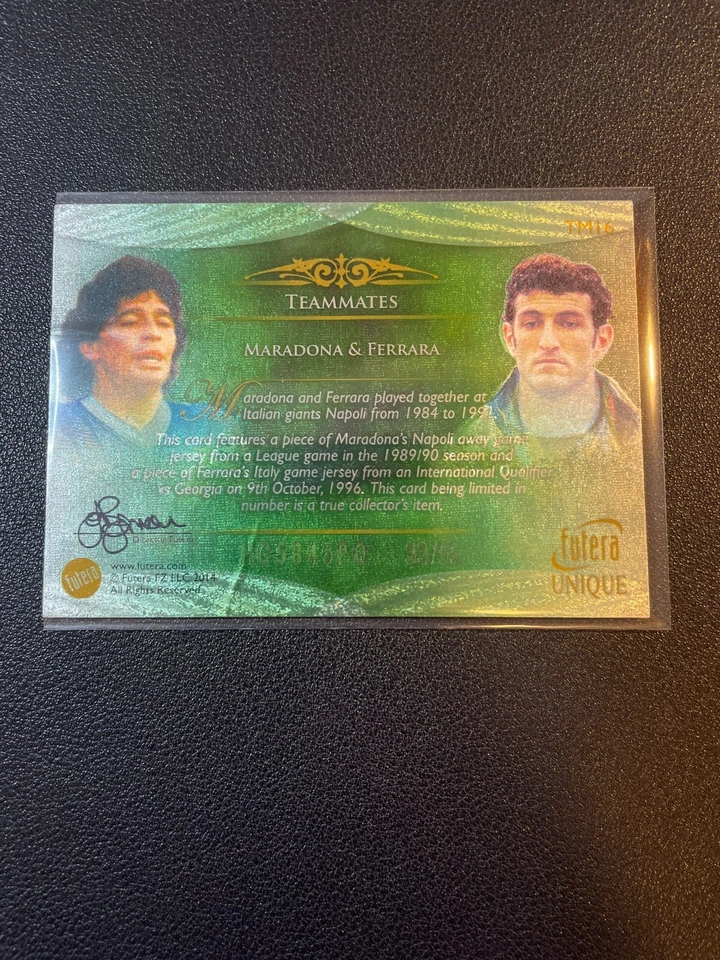 TM16
TEAMMATES
MARADONA & FERRARA
Maradona and Ferrara played together at
Italian giants Napoli from 1984 to 1991.
This card features a piece of Maradona's Napoli away game
jersey from a League game in the 1989/90 season and
a piece of Ferrara's Italy game jersey from an International Qualifier
vs Georgia on 9th October, 1996. This card being limited in
number is a true collector's item.
www.futera.com
© Futera FZ LLC 2014
All Rights Reserved
futera
futera
UNIQUE